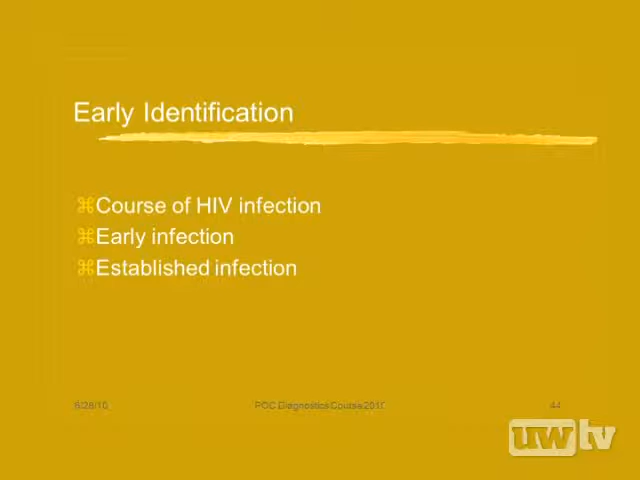 Early Identification
⌘Course of HIV infection
⌘Early infection
⌘Established infection
6/28/10
POC Diagnostics Course 2010
44
uwtv